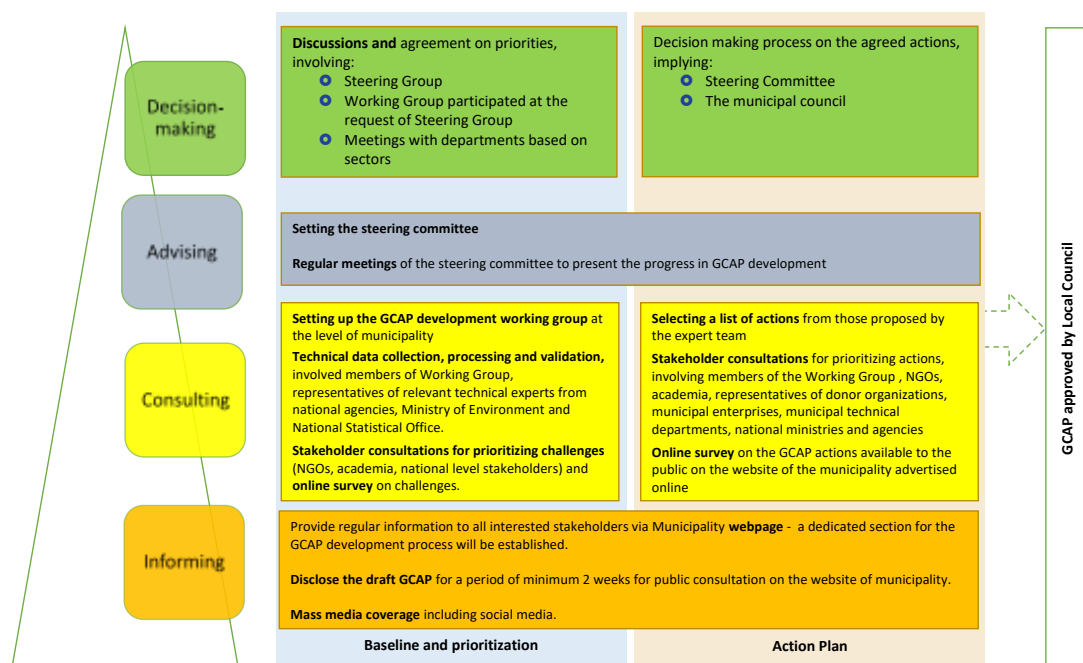 Decision-
making
Discussions and agreement on priorities,
involving:
Steering Group
Working Group participated at the
request of Steering Group
Meetings with departments based on
sectors
Decision making process on the agreed actions,
implying:
Steering Committee
The municipal council
Advising
Setting the steering committee
Regular meetings of the steering committee to present the progress in GCAP development
Consulting
Setting up the GCAP development working group at
the level of municipality
Technical data collection, processing and validation,
involved members of Working Group,
representatives of relevant technical experts from
national agencies, Ministry of Environment and
National Statistical Office.
Stakeholder consultations for prioritizing challenges
(NGOs, academia, national level stakeholders) and
online survey on challenges.
Selecting a list of actions from those proposed by
the expert team
Stakeholder consultations for prioritizing actions,
involving members of the Working Group , NGOs,
academia, representatives of donor organizations,
municipal enterprises, municipal technical
departments, national ministries and agencies
Online survey on the GCAP actions available to the
public on the website of the municipality advertised
online
Informing
Provide regular information to all interested stakeholders via Municipality webpage - a dedicated section for the
GCAP development process will be established.
Disclose the draft GCAP for a period of minimum 2 weeks for public consultation on the website of municipality.
Mass media coverage including social media.
Baseline and prioritization
Action Plan
GCAP approved by Local Council